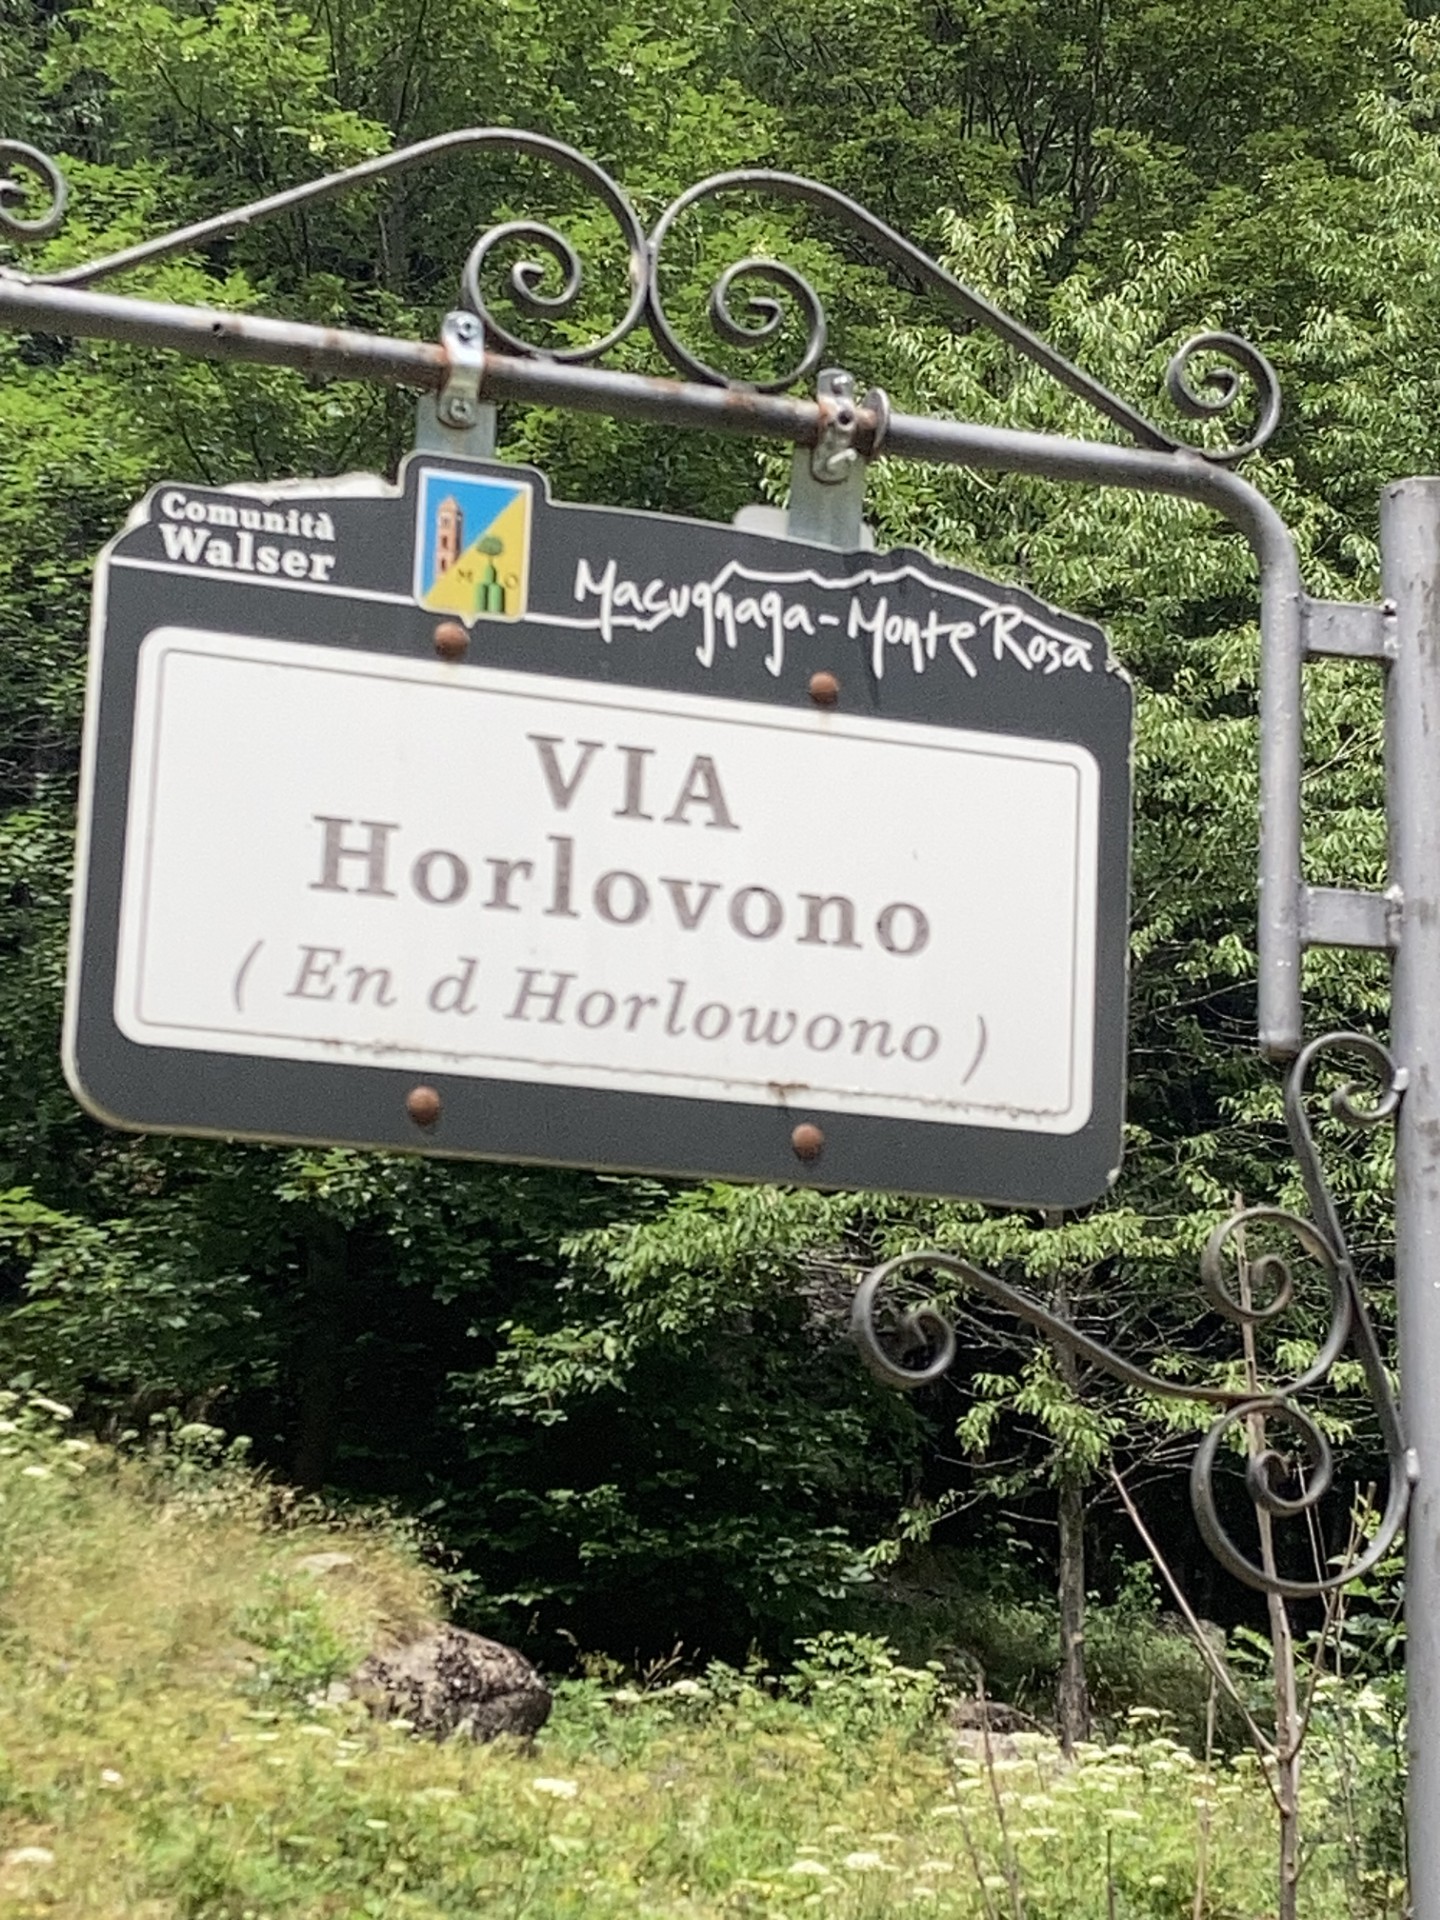 Comunità
Walser
M O
Macugnaga-Monte Rosa
VIA
Horlovono
( En d Horlowono )